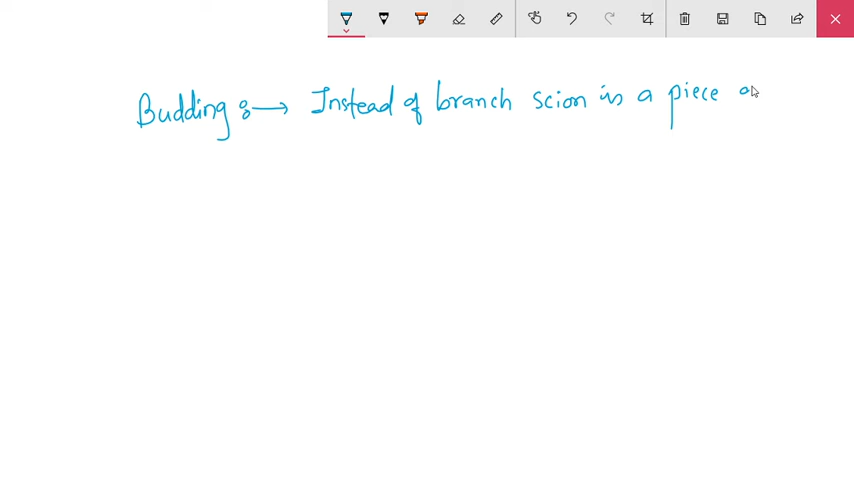 Budding :→ Instead of branch scion is a piece o